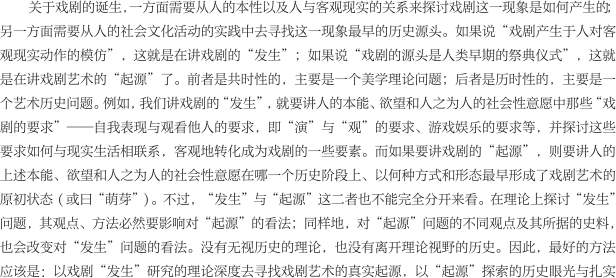 关于戏剧的诞生,一方面需要从人的本性以及人与客观现实的关系来探讨戏剧这一现象是如何产生的;
另一方面需要从人的社会文化活动的实践中去寻找这一现象最早的历史源头。如果说“戏剧产生于人对客
观现实动作的模仿”，这就是在讲戏剧的“发生”；如果说“戏剧的源头是人类早期的祭典仪式”，这就
是在讲戏剧艺术的“起源”了。前者是共时性的，主要是一个美学理论问题；后者是历时性的，主要是一
个艺术历史问题。例如，我们讲戏剧的“发生”,就要讲人的本能、欲望和人之为人的社会性意愿中那些“戏
剧的要求”——自我表现与观看他人的要求，即“演”与“观”的要求、游戏娱乐的要求等，并探讨这些
要求如何与现实生活相联系，客观地转化成为戏剧的一些要素。而如果要讲戏剧的“起源”，则要讲人的
上述本能、欲望和人之为人的社会性意愿在哪一个历史阶段上、以何种方式和形态最早形成了戏剧艺术的
原初状态（或曰“萌芽”）。不过，“发生”与“起源”这二者也不能完全分开来看。在理论上探讨“发生”
问题，其观点、方法必然要影响对“起源”的看法；同样地，对“起源”问题的不同观点及其所据的史料，
也会改变对“发生”问题的看法。没有无视历史的理论，也没有离开理论视野的历史。因此，最好的方法
应该是：以戏剧“发生”研究的理论深度去寻找戏剧艺术的真实起源，以“起源”探索的历史眼光与扎实